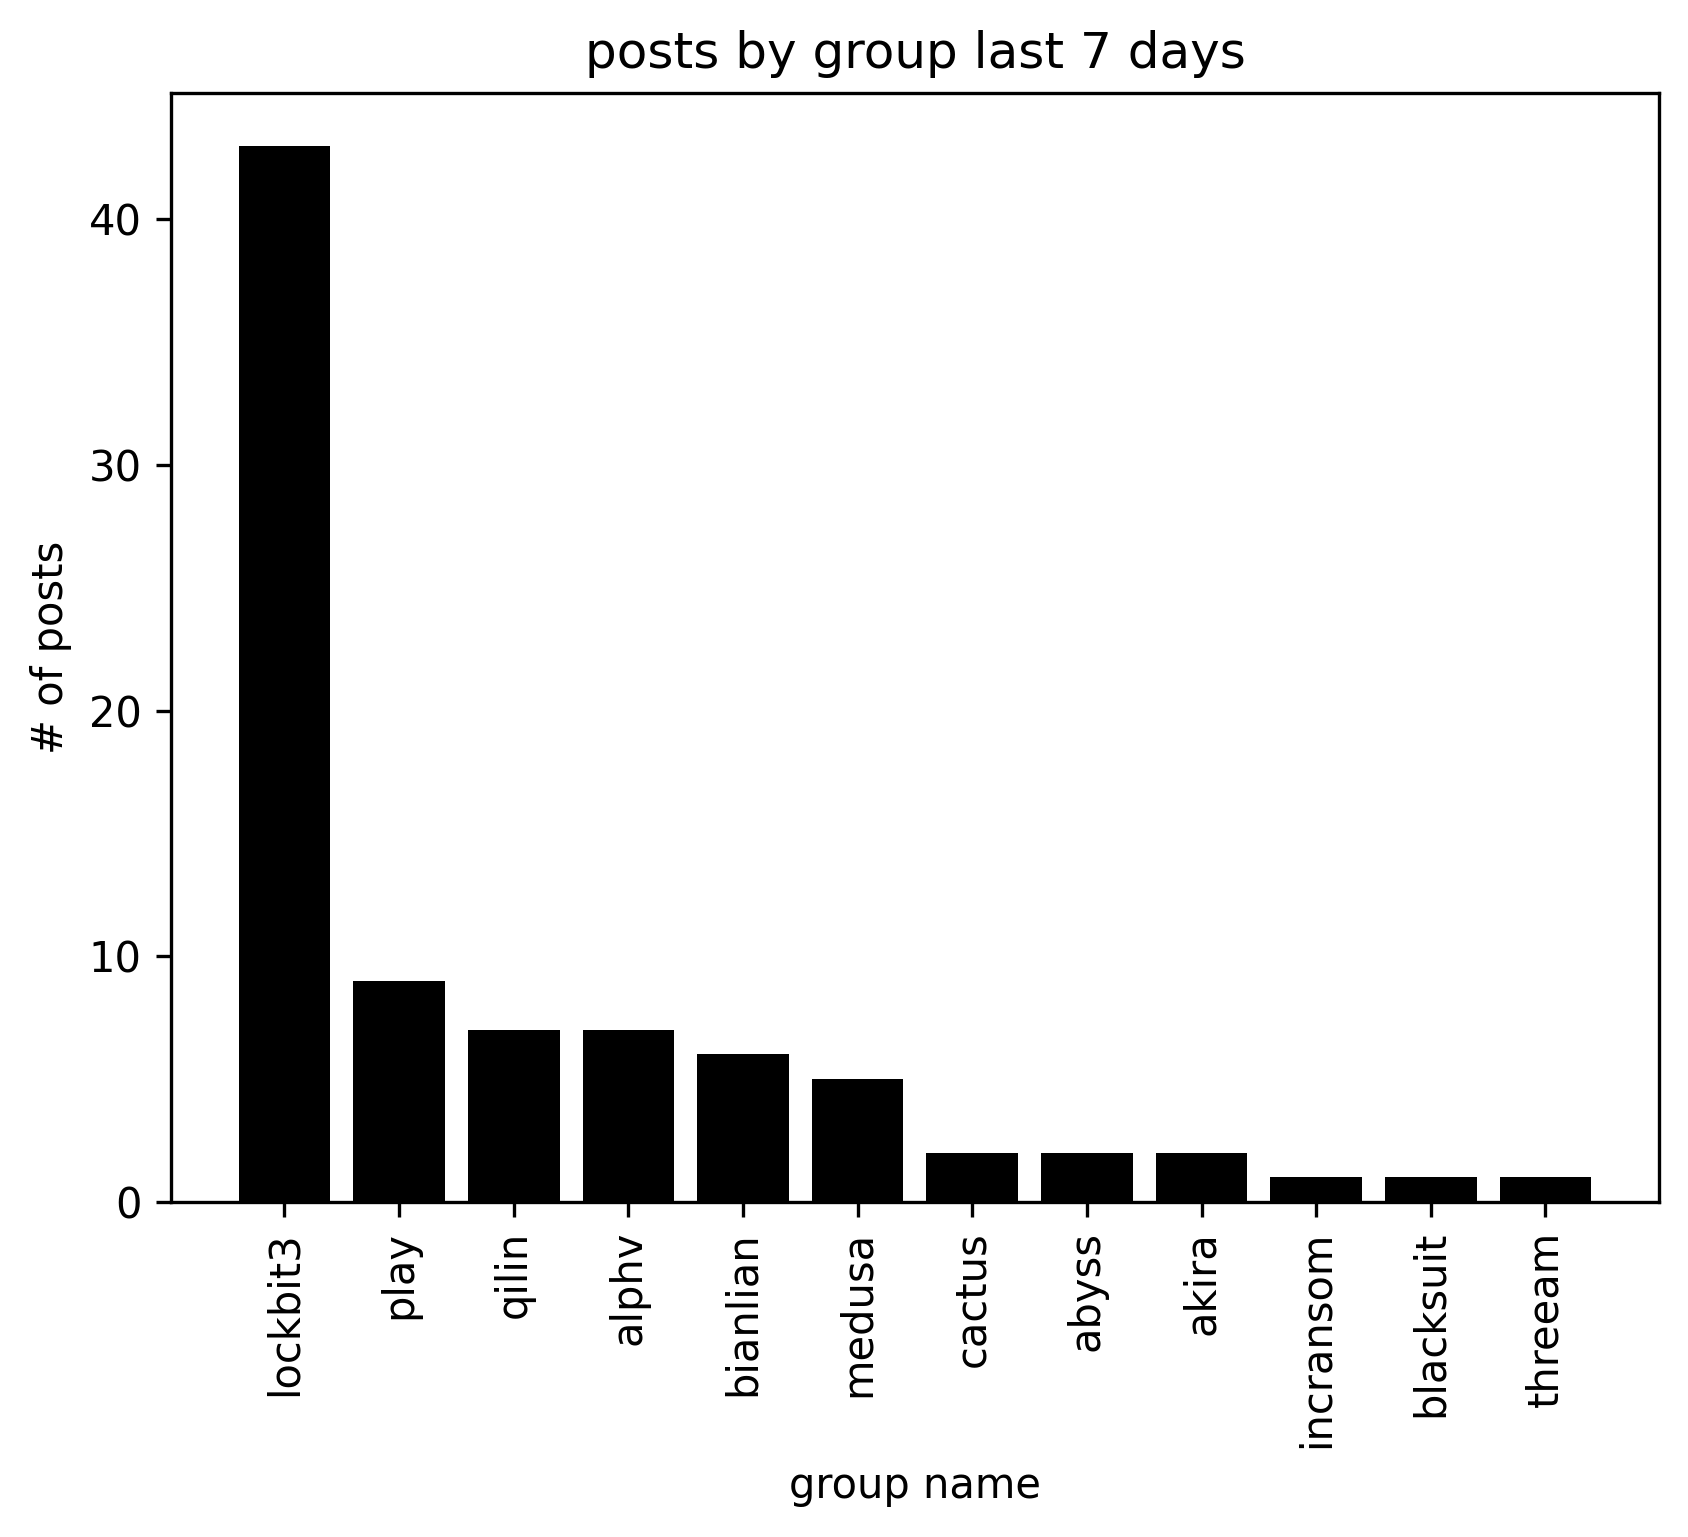 posts by group last 7 days
# of posts
40
30
20
10
0
lockbit3
play
qilin
alphv
bianlian
medusa
cactus
abyss
akira
incransom
blacksuit
threeam
group name